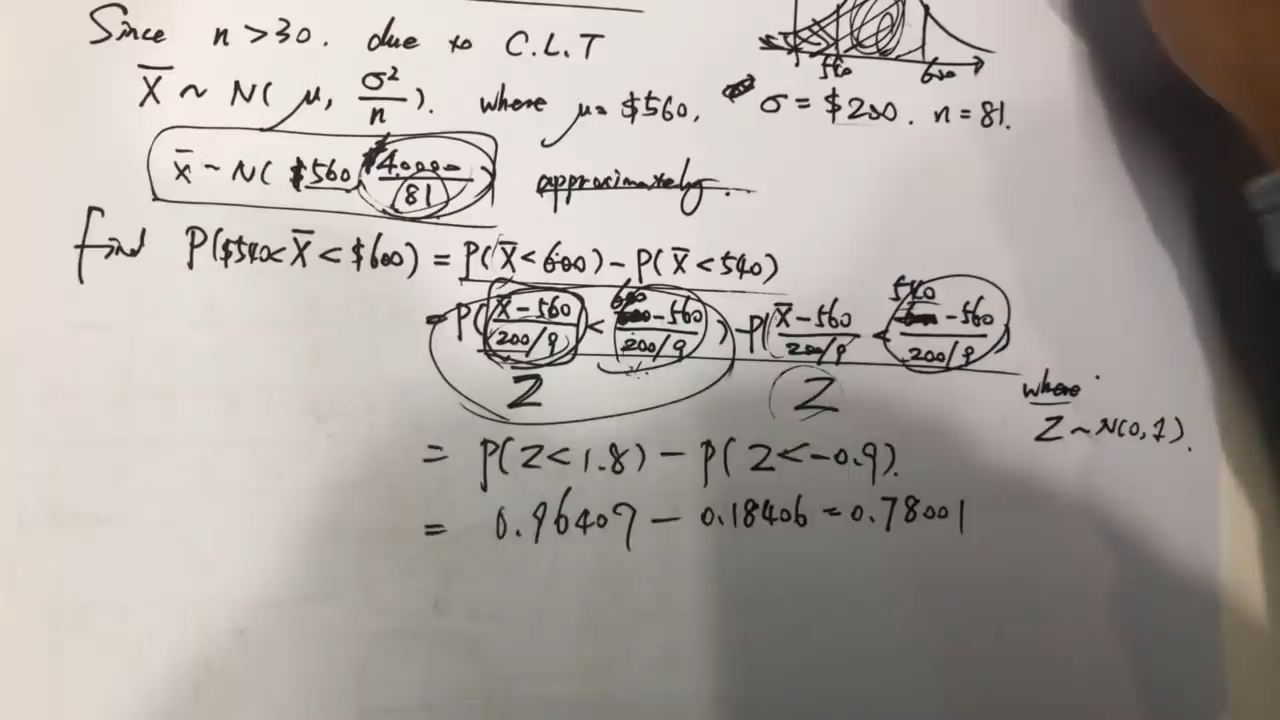 Since n > 30. due to C.L.T
X̄ ~ N( μ, σ²/n ). where μ = $560, σ = $200. n = 81.
x̄ ~ N( $560, 40000/81 ) approximately.
find P($540< X̄ < $600) = P( X̄ < 600) - P( X̄ < 540)
= P( (X̄ - 560)/(200/9) < (600 - 560)/(200/9) ) - P( (X̄ - 560)/(200/9) < (540 - 560)/(200/9) )
Z Z where
Z ~ N(0,1).
= P(Z < 1.8) - P( Z < -0.9).
= 0.96407 - 0.18406 = 0.78001